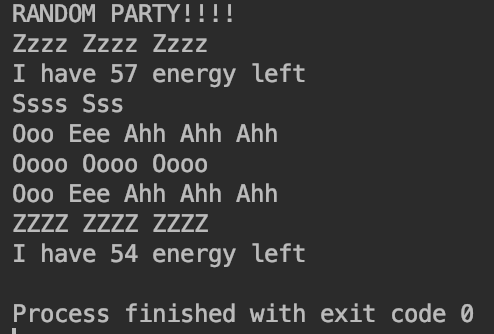 RANDOM PARTY!!!!
Zzzz Zzzz Zzzz
I have 57 energy left
Ssss Sss
Ooo Eee Ahh Ahh Ahh
Oooo Oooo Oooo
Ooo Eee Ahh Ahh Ahh
ZZZZ ZZZZ ZZZZ
I have 54 energy left
Process finished with exit code 0